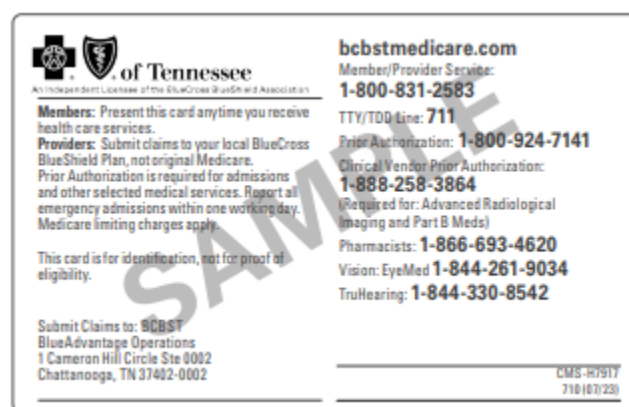 of Tennessee
An Independent Licensee of the BlueCross BlueShield Association
Members: Present this card anytime you receive
health care services.
Providers: Submit claims to your local BlueCross
BlueShield Plan, not original Medicare.
Prior Authorization is required for admissions
and other selected medical services. Report all
emergency admissions within one working day.
Medicare limiting charges apply.
This card is for identification, not for proof of
eligibility.
Submit Claims to: BCBST
BlueAdvantage Operations
1 Cameron Hill Circle Ste 0002
Chattanooga, TN 37402-0002
bcbstmedicare.com
Member/Provider Service:
1-800-831-2583
TTY/TDD Line: 711
Prior Authorization: 1-800-924-7141
Clinical Vendor Prior Authorization:
1-888-258-3864
(Required for: Advanced Radiological
Imaging and Part B Meds)
Pharmacists: 1-866-693-4620
Vision: EyeMed 1-844-261-9034
TruHearing: 1-844-330-8542
CMS-H7917
710 (07/23)
SAMPLE